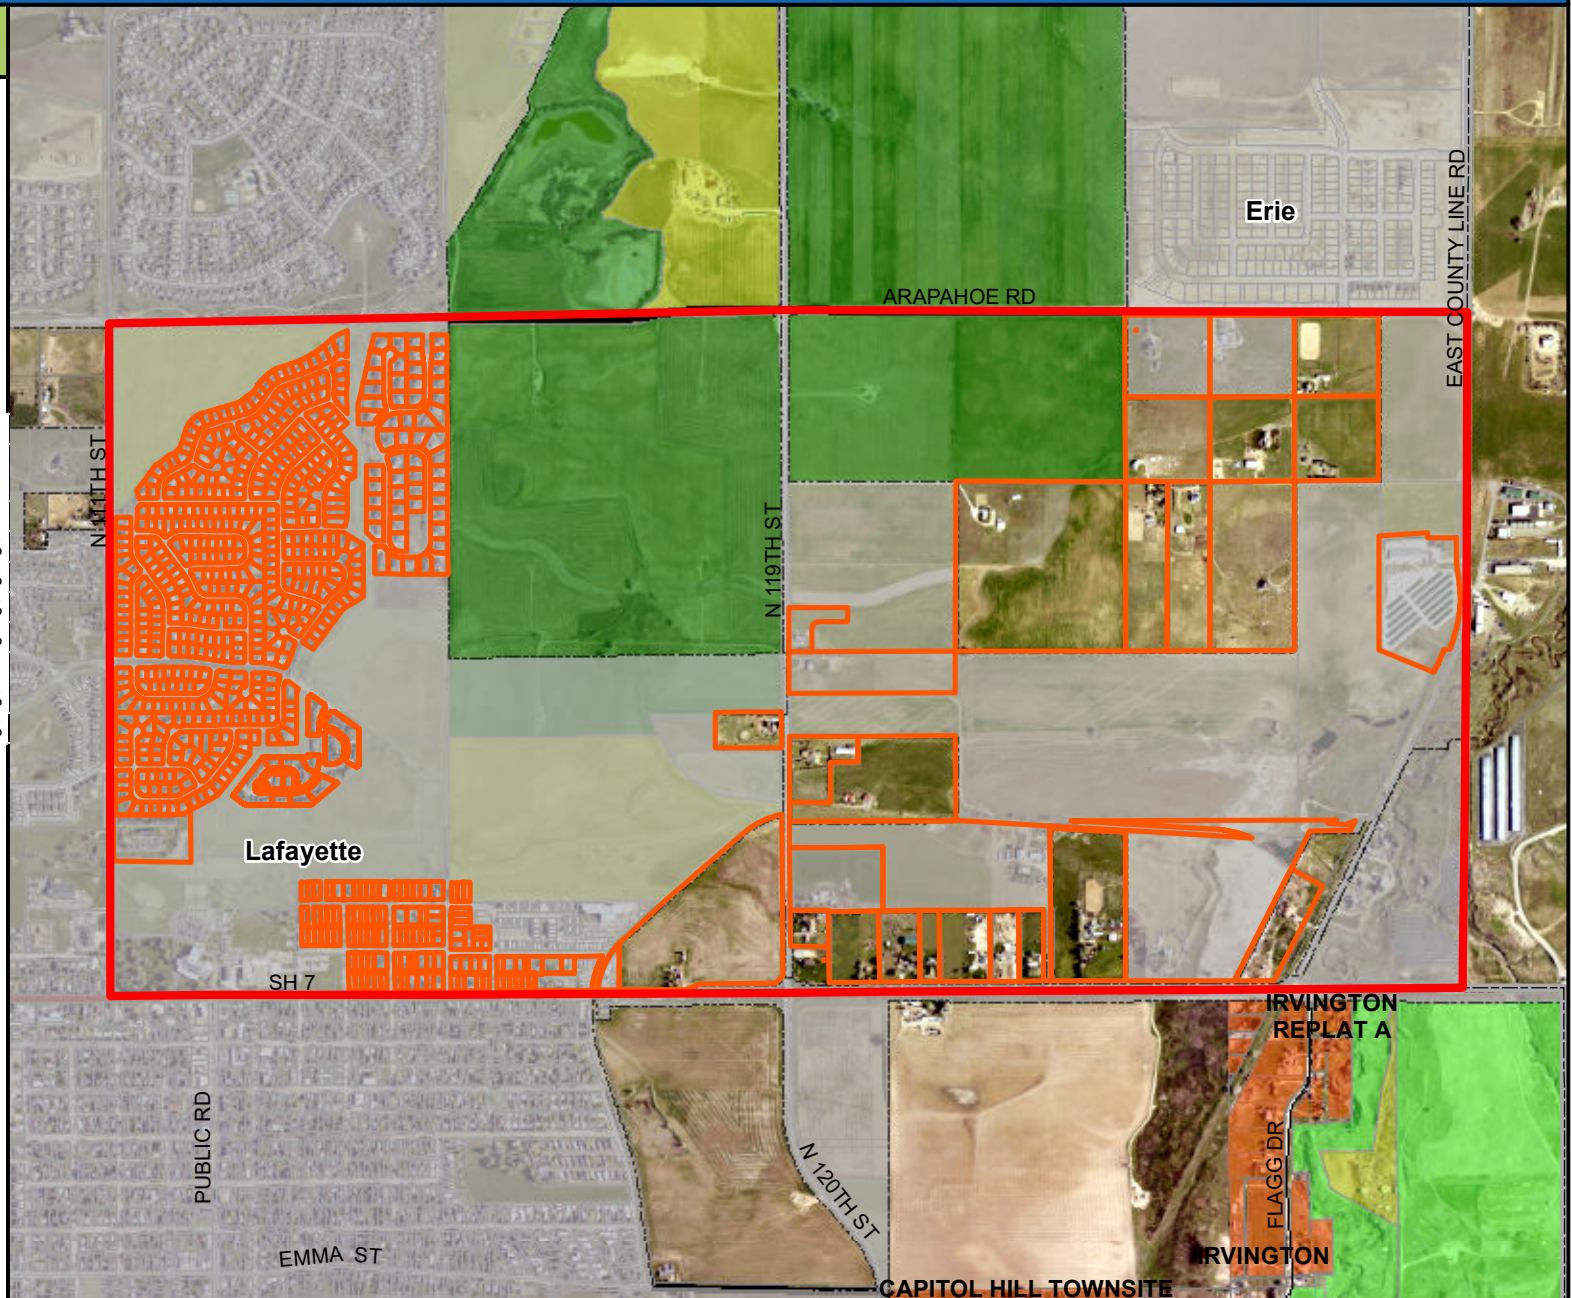 Erie
EAST COUNTY LINE RD
ARAPAHOE RD
N 111TH ST
N 119TH ST
Lafayette
SH 7
IRVINGTON
REPLAT A
PUBLIC RD
FLAGG DR
N 120TH ST
EMMA ST
IRVINGTON
CAPITOL HILL TOWNSITE